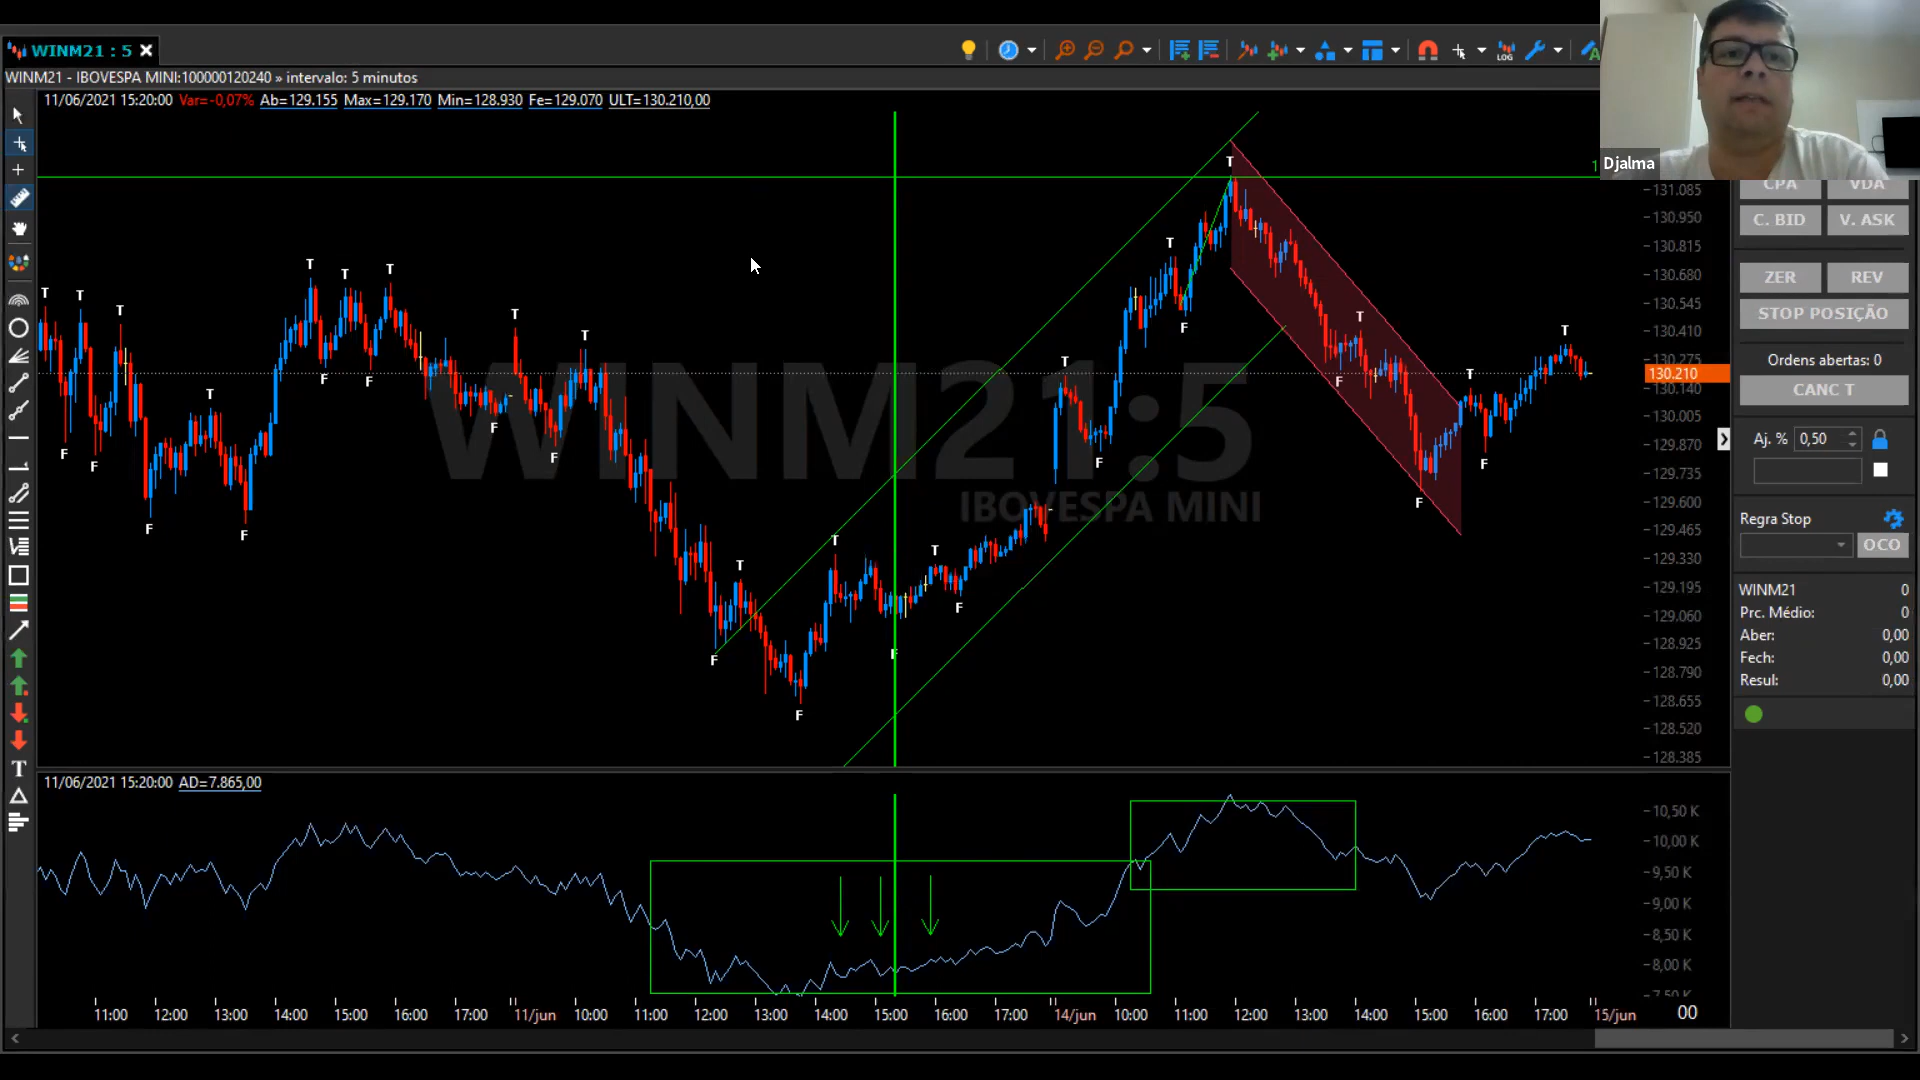 WINM21 : 5
WINM21 - IBOVESPA MINI:100000120240 » intervalo: 5 minutos
11/06/2021 15:20:00 Var=-0,07% Ab=129.155 Max=129.170 Min=128.930 Fe=129.070 ULT=130.210,00
LOG
Djalma
CPA VDA
C. BID V. ASK
ZER REV
STOP POSIÇÃO
Ordens abertas: 0
CANC T
Aj. % 0,50
Regra Stop
OCO
WINM21 0
Prc. Médio: 0
Aber: 0,00
Fech: 0,00
Resul: 0,00
131.085
130.950
130.815
130.680
130.545
130.410
130.275
130.210
130.140
130.005
129.870
129.735
129.600
129.465
129.330
129.195
129.060
128.925
128.790
128.655
128.520
128.385
WINM21:5
IBOVESPA MINI
T T T T T T T T T T T T T T T T T T T
F F F F F F F F F F F F F F F F F F
11/06/2021 15:20:00 AD=7.865,00
10,50 K
10,00 K
9,50 K
9,00 K
8,50 K
8,00 K
7,50 K
11:00 12:00 13:00 14:00 15:00 16:00 17:00 11/jun 10:00 11:00 12:00 13:00 14:00 15:00 16:00 17:00 14/jun 10:00 11:00 12:00 13:00 14:00 15:00 16:00 17:00 15/jun 00